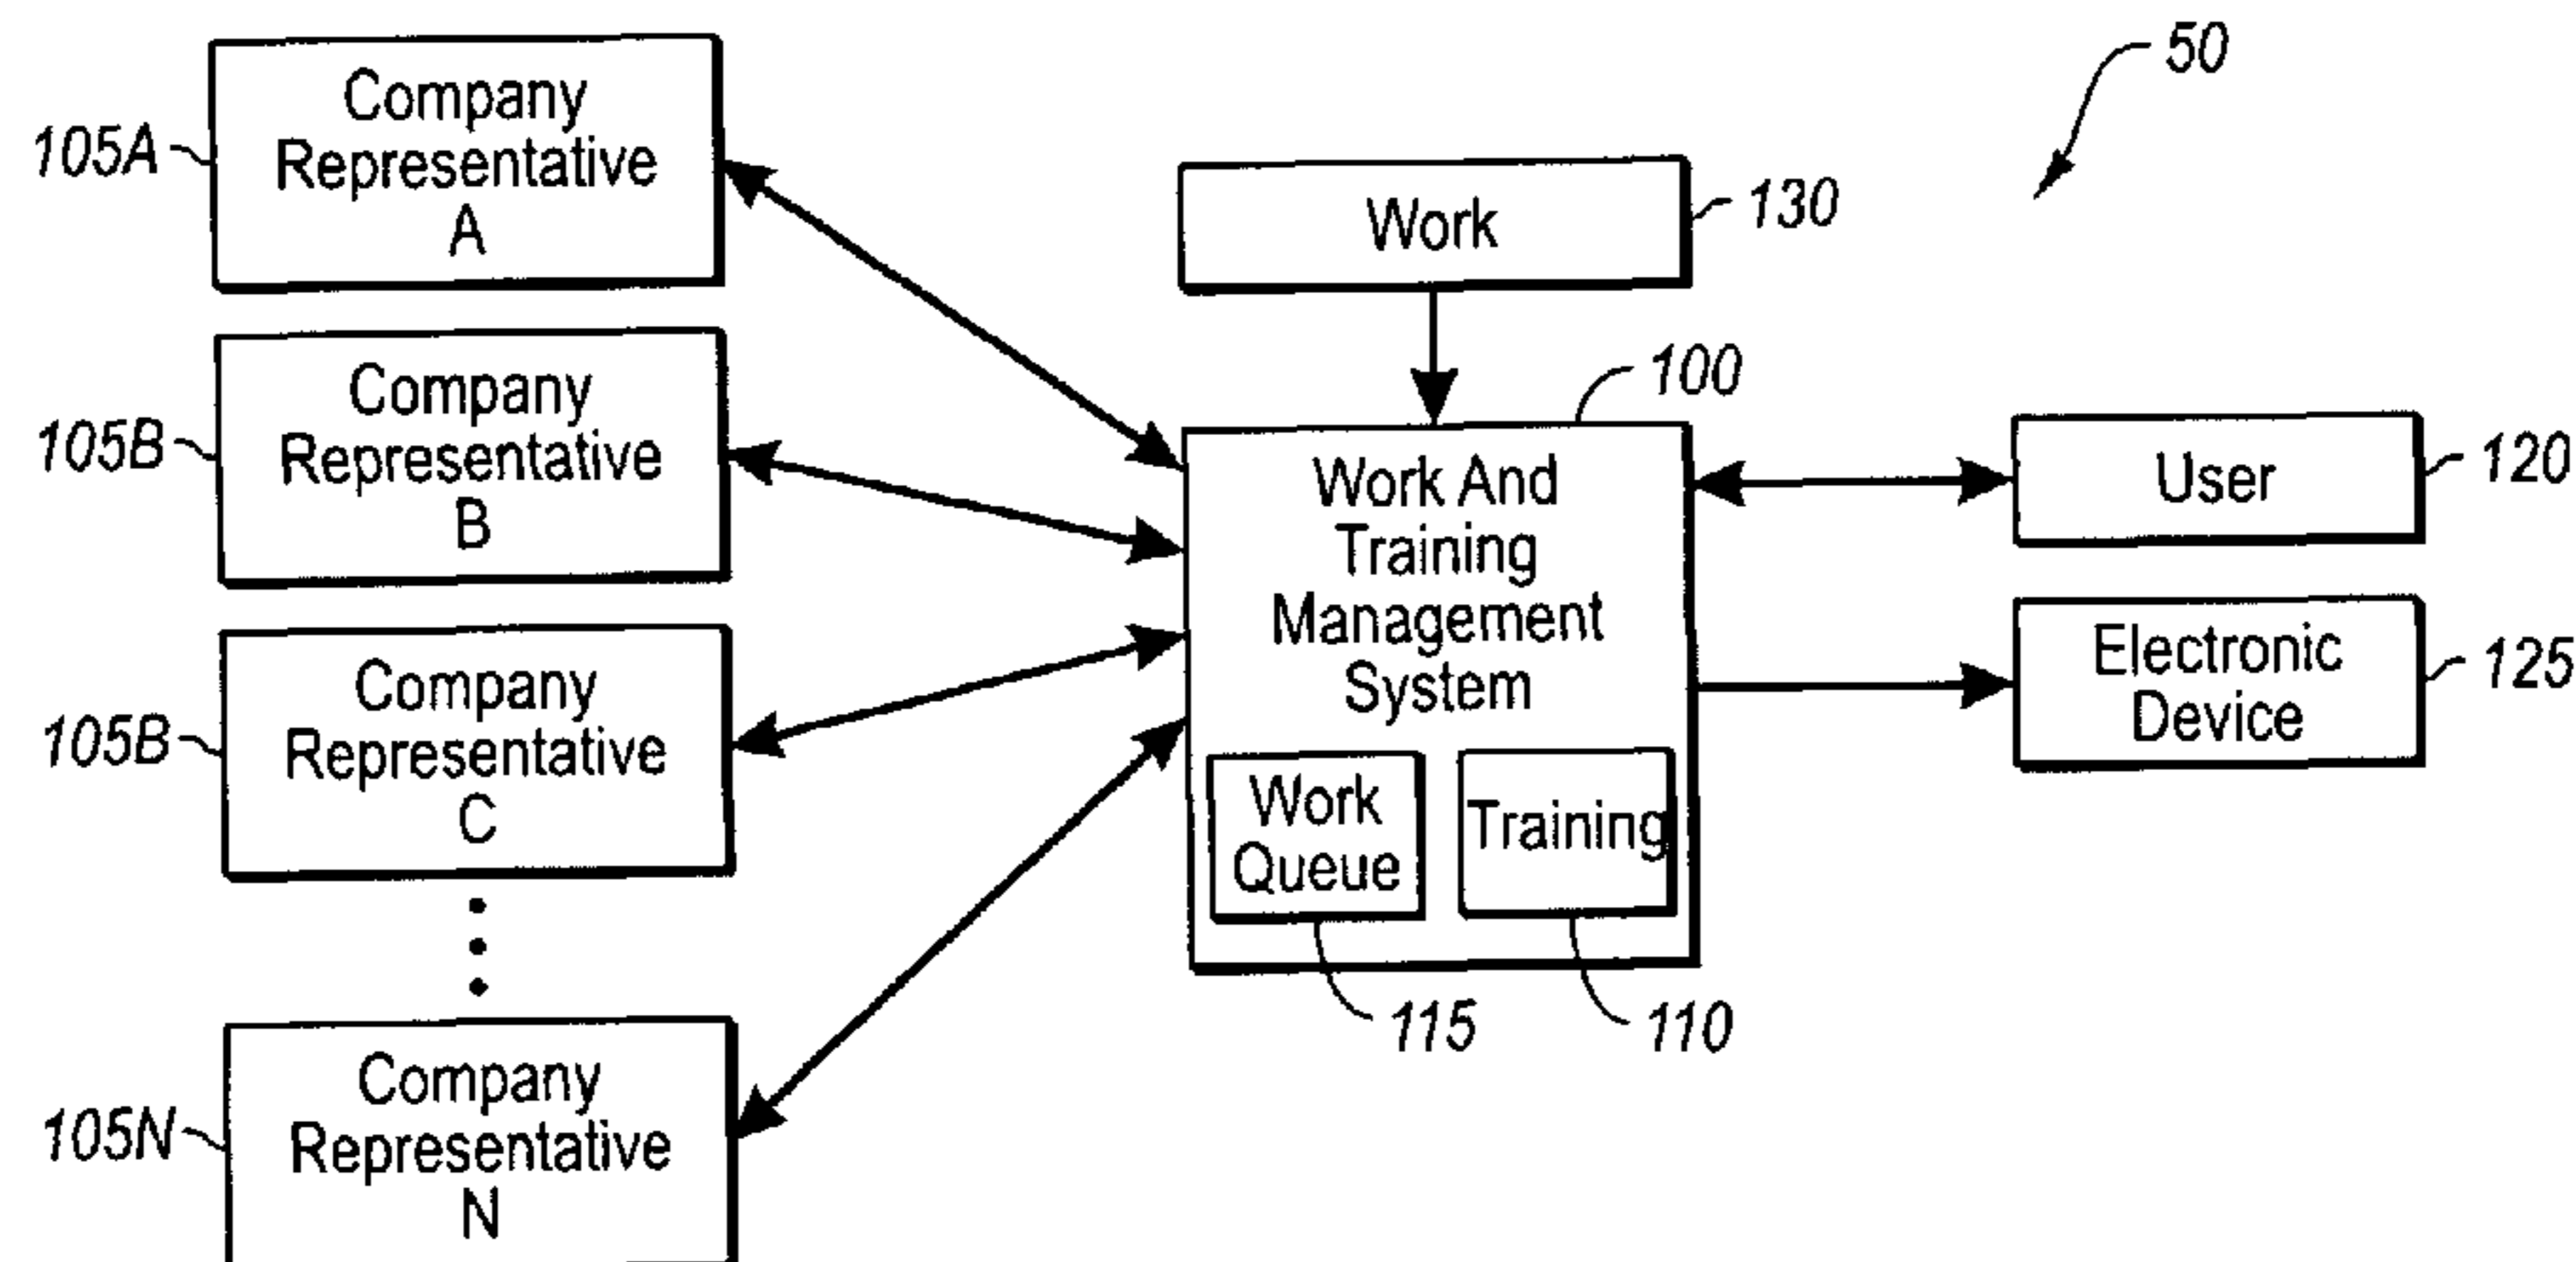 50
105A
Company
Representative
A
Work
130
105B
Company
Representative
B
100
Work And
Training
Management
System
User
120
105B
Company
Representative
C
Electronic
Device
125
Work
Queue
Training
115
110
105N
Company
Representative
N